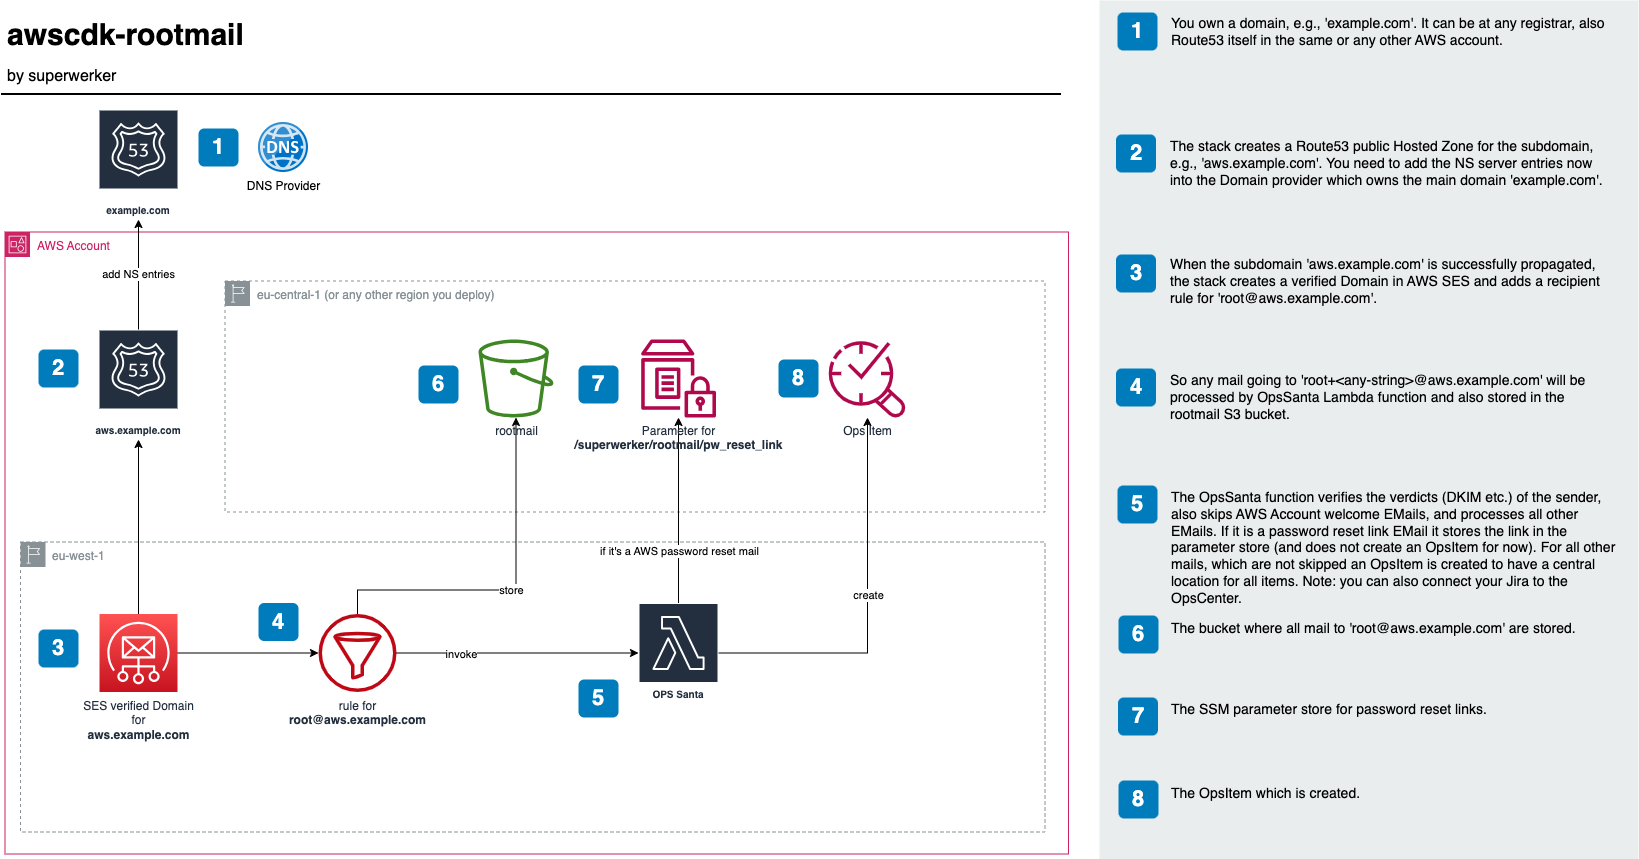 awscdk-rootmail
by superwerker
53
1
DNS
DNS Provider
example.com
AWS Account
add NS entries
eu-central-1 (or any other region you deploy)
2
53
aws.example.com
6
rootmail
7
Parameter for
/superwerker/rootmail/pw_reset_link
8
Ops Item
eu-west-1
if it's a AWS password reset mail
store
create
3
SES verified Domain
for
aws.example.com
4
rule for
root@aws.example.com
invoke
5
OPS Santa
1
You own a domain, e.g., 'example.com'. It can be at any registrar, also
Route53 itself in the same or any other AWS account.
2
The stack creates a Route53 public Hosted Zone for the subdomain,
e.g., 'aws.example.com'. You need to add the NS server entries now
into the Domain provider which owns the main domain 'example.com'.
3
When the subdomain 'aws.example.com' is successfully propagated,
the stack creates a verified Domain in AWS SES and adds a recipient
rule for 'root@aws.example.com'.
4
So any mail going to 'root+<any-string>@aws.example.com' will be
processed by OpsSanta Lambda function and also stored in the
rootmail S3 bucket.
5
The OpsSanta function verifies the verdicts (DKIM etc.) of the sender,
also skips AWS Account welcome EMails, and processes all other
EMails. If it is a password reset link EMail it stores the link in the
parameter store (and does not create an OpsItem for now). For all other
mails, which are not skipped an OpsItem is created to have a central
location for all items. Note: you can also connect your Jira to the
OpsCenter.
6
The bucket where all mail to 'root@aws.example.com' are stored.
7
The SSM parameter store for password reset links.
8
The OpsItem which is created.